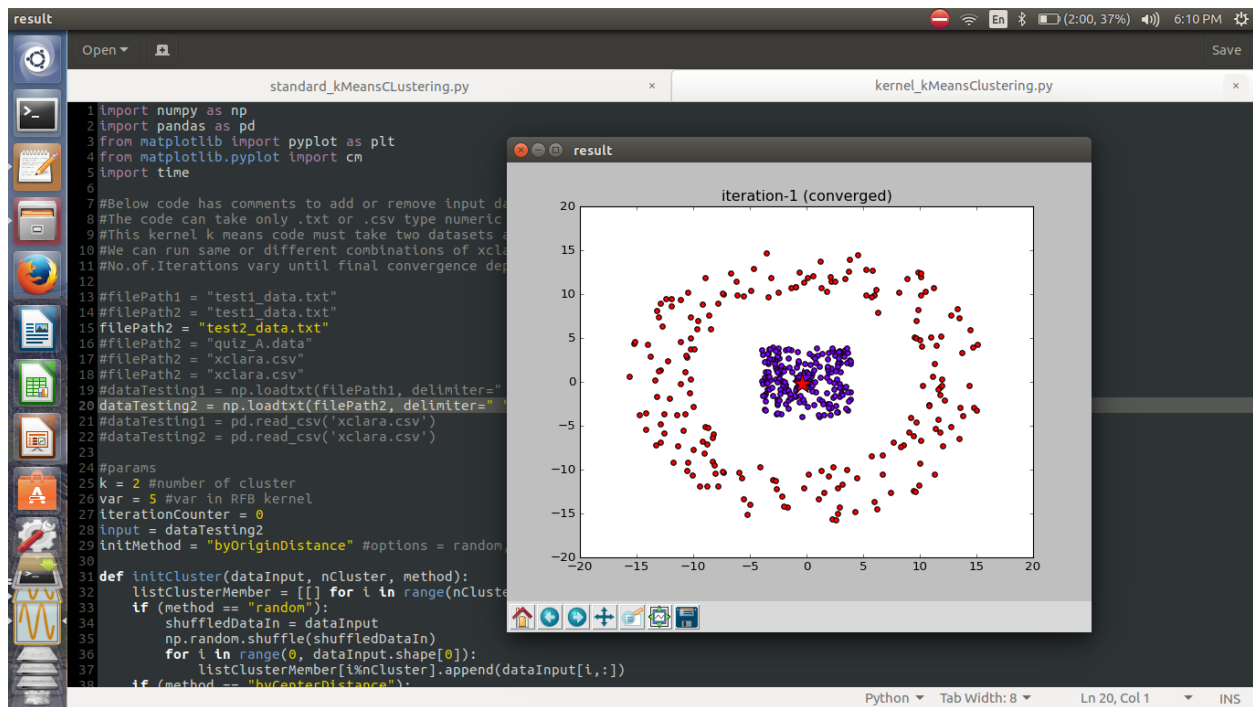 result
En (2:00, 37%) 6:10 PM
Open Save
standard_kMeansCLustering.py × kernel_kMeansClustering.py ×
1 import numpy as np
2 import pandas as pd
3 from matplotlib import pyplot as plt
4 from matplotlib.pyplot import cm
5 import time
6
7 #Below code has comments to add or remove input da
8 #The code can take only .txt or .csv type numeric
9 #This kernel k means code must take two datasets a
10 #We can run same or different combinations of xcla
11 #No.of.Iterations vary until final convergence dep
12
13 #filePath1 = "test1_data.txt"
14 #filePath2 = "test1_data.txt"
15 filePath2 = "test2_data.txt"
16 #filePath2 = "quiz_A.data"
17 #filePath2 = "xclara.csv"
18 #filePath2 = "xclara.csv"
19 #dataTesting1 = np.loadtxt(filePath1, delimiter="
20 dataTesting2 = np.loadtxt(filePath2, delimiter=" "
21 #dataTesting1 = pd.read_csv('xclara.csv')
22 #dataTesting2 = pd.read_csv('xclara.csv')
23
24 #params
25 k = 2 #number of cluster
26 var = 5 #var in RFB kernel
27 iterationCounter = 0
28 input = dataTesting2
29 initMethod = "byOriginDistance" #options = random,
30
31 def initCluster(dataInput, nCluster, method):
32 listClusterMember = [[] for i in range(nCluste
33 if (method == "random"):
34 shuffledDataIn = dataInput
35 np.random.shuffle(shuffledDataIn)
36 for i in range(0, dataInput.shape[0]):
37 listClusterMember[i%nCluster].append(dataInput[i,:])
38 if (method == "byCenterDistance"):
result
iteration-1 (converged)
20
15
10
5
0
−5
−10
−15
−20
−20 −15 −10 −5 0 5 10 15 20
Python Tab Width: 8 Ln 20, Col 1 INS